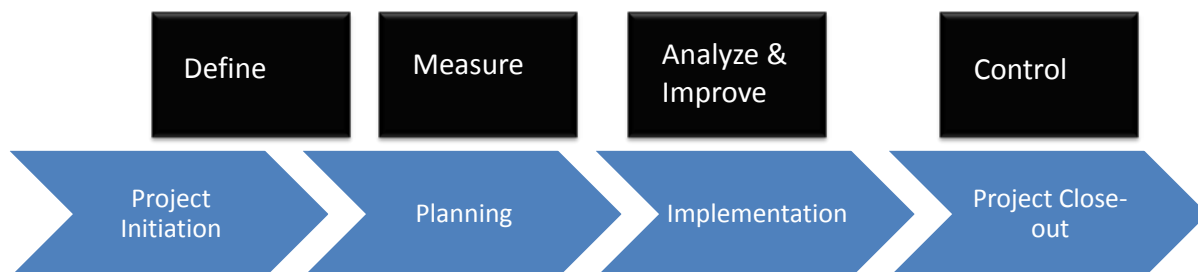 Define
Measure
Analyze &
Improve
Control
Project
Initiation
Planning
Implementation
Project Close-
out